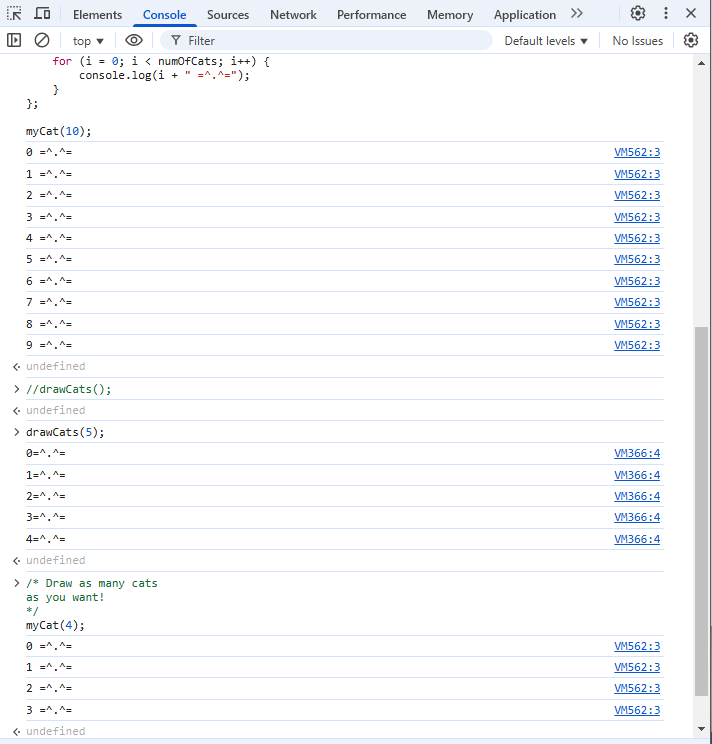 Elements Console Sources Network Performance Memory Application
top Filter Default levels No Issues
    for (i = 0; i < numOfCats; i++) {
        console.log(i + " =^.^=");
    }
};
myCat(10);
0 =^.^= VM562:3
1 =^.^= VM562:3
2 =^.^= VM562:3
3 =^.^= VM562:3
4 =^.^= VM562:3
5 =^.^= VM562:3
6 =^.^= VM562:3
7 =^.^= VM562:3
8 =^.^= VM562:3
9 =^.^= VM562:3
undefined
//drawCats();
undefined
drawCats(5);
0=^.^= VM366:4
1=^.^= VM366:4
2=^.^= VM366:4
3=^.^= VM366:4
4=^.^= VM366:4
undefined
/* Draw as many cats
as you want!
*/
myCat(4);
0 =^.^= VM562:3
1 =^.^= VM562:3
2 =^.^= VM562:3
3 =^.^= VM562:3
undefined